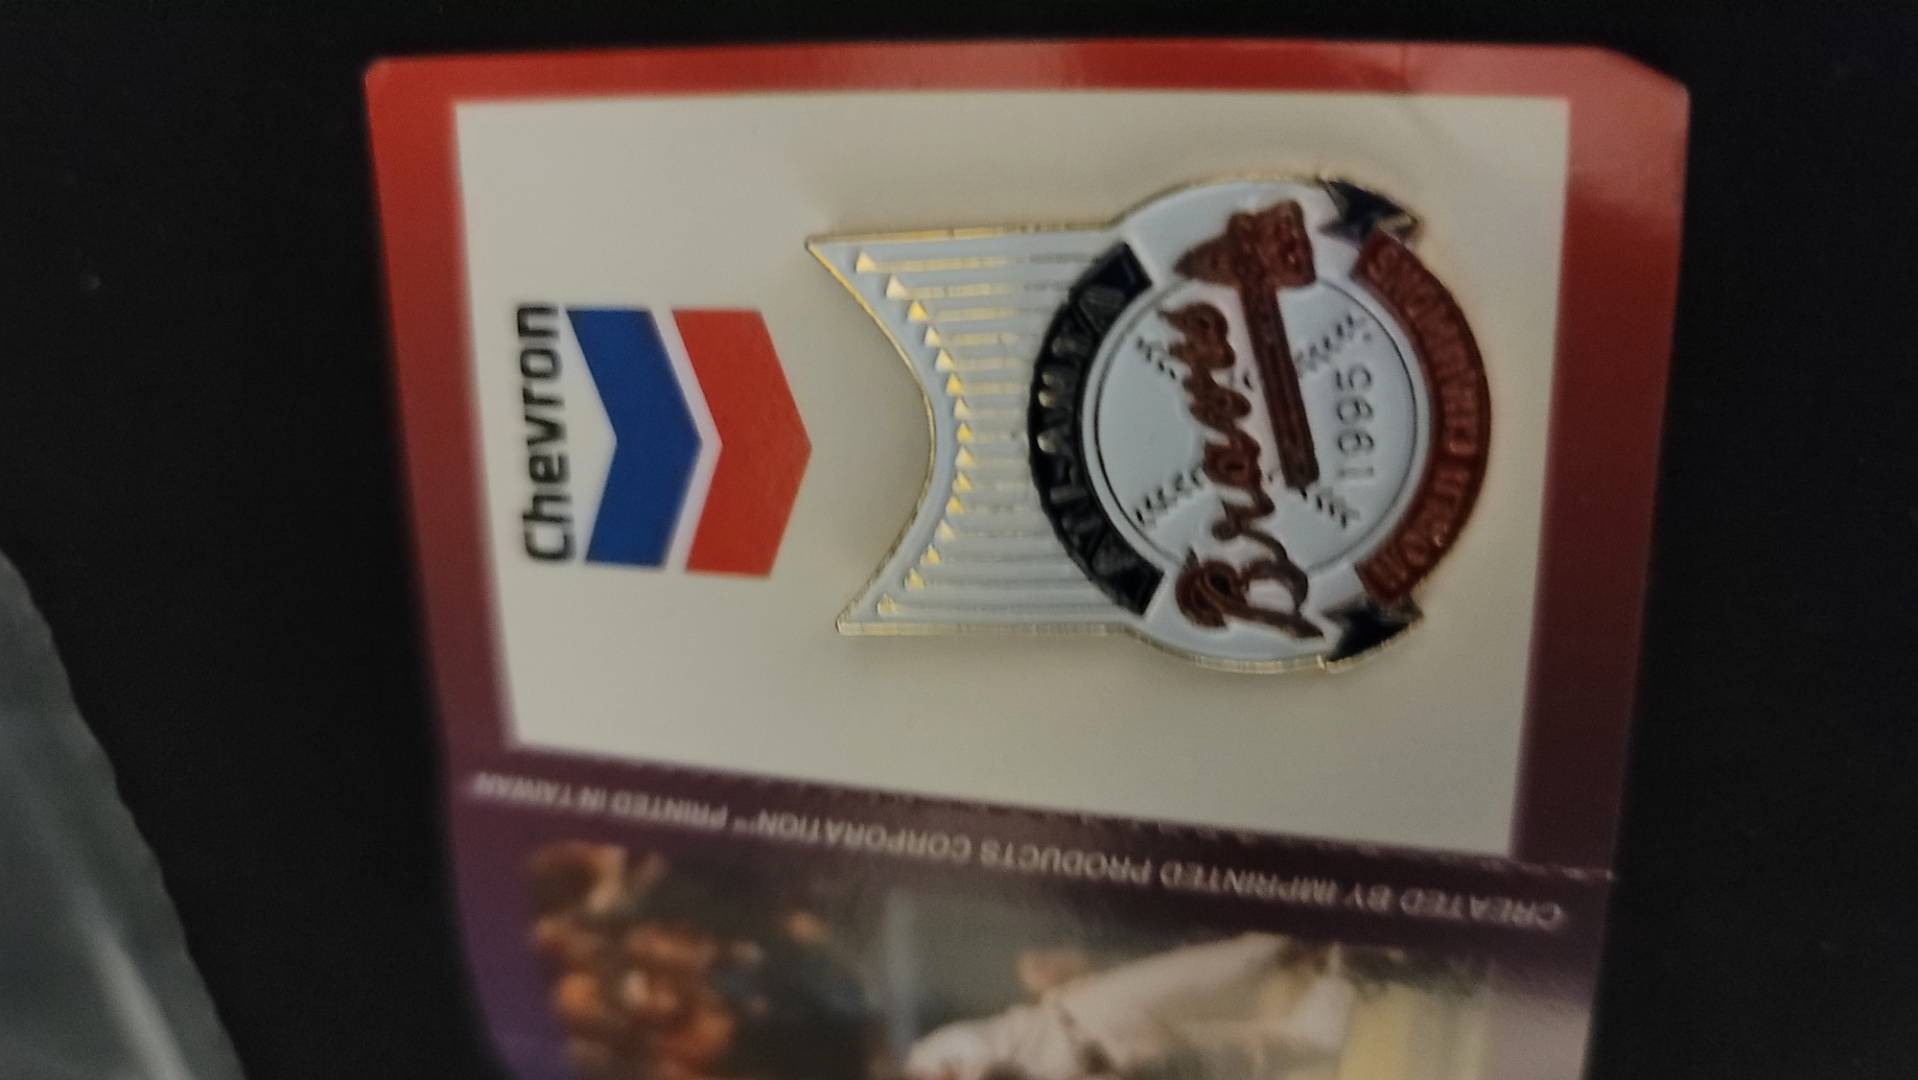 WORLD CHAMPIONS
Braves
1995
ATLANTA
Chevron
CREATED BY IMPRINTED PRODUCTS CORPORATION™ PRINTED IN TAIWAN